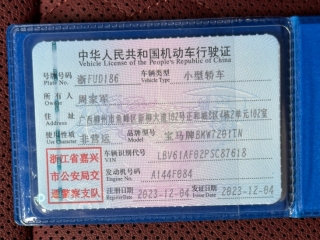 中华人民共和国机动车行驶证
Vehicle License of the People's Republic of China
号牌号码 浙FUD186 车辆类型 小型轿车
Plate No. Vehicle Type
所有人 周家军
Owner
住址
Address
使用性质 非营运 品牌型号 宝马牌BMW7201TN
Use Character Model
浙江省嘉兴 车辆识别代号 LBV61AF02PSC87618
VIN
市公安局交 发动机号码 A144F084
Engine No.
通警察支队 注册日期 2023-12-04 发证日期 2023-12-04
Register Date Issue Date